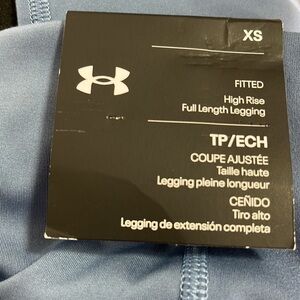 XS
FITTED
High Rise
Full Length Legging
TP/ECH
COUPE AJUSTÉE
Taille haute
Legging pleine longueur
CEÑIDO
Tiro alto
Legging de extensión completa